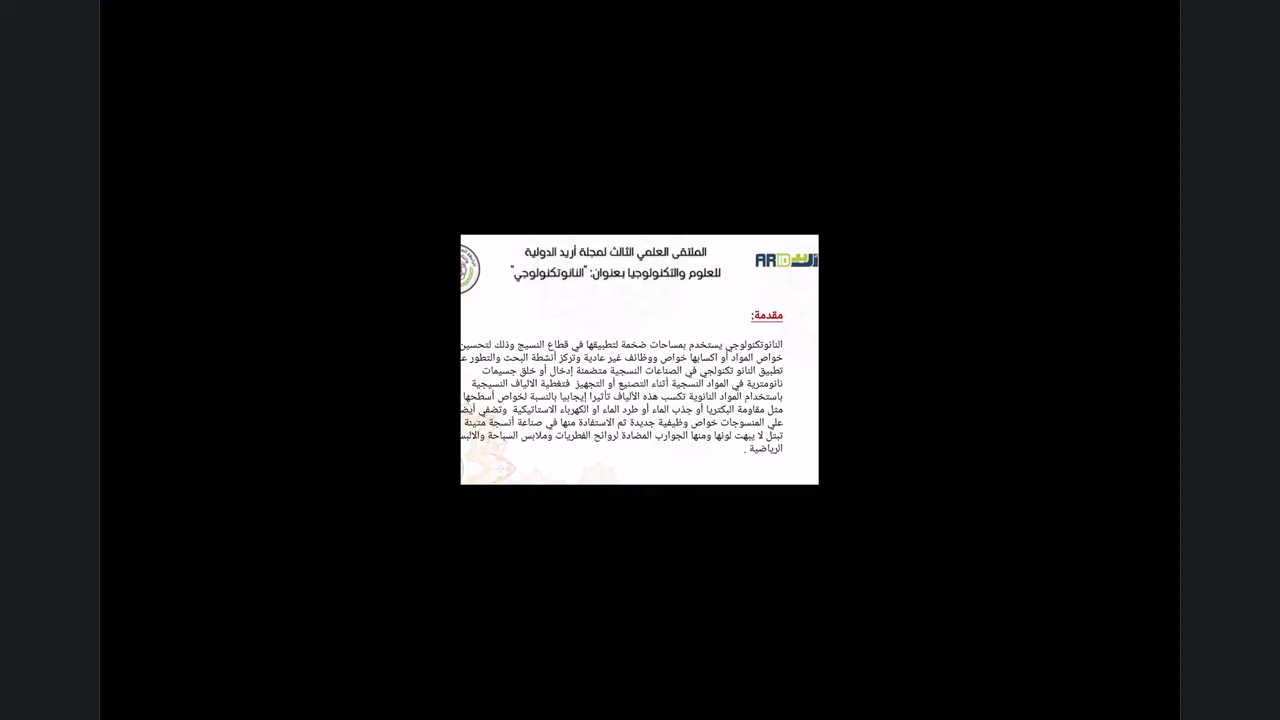 الملتقى العلمي الثالث لمجلة أريد الدولية
للعلوم والتكنولوجيا بعنوان: "النانوتكنولوجي"
ARID
مقدمة:
النانوتكنولوجي يستخدم بمساحات ضخمة لتطبيقها في قطاع النسيج وذلك لتحسين
خواص المواد أو اكسابها خواص ووظائف غير عادية وتركز أنشطة البحث والتطور
تطبيق النانو تكنولجي في الصناعات النسجية متضمنة إدخال أو خلق جسيمات
نانومترية في المواد النسجية أثناء التصنيع أو التجهيز فتغطية الالياف النسيجية
باستخدام المواد النانوية تكسب هذه الألياف تأثيرا إيجابيا بالنسبة لخواص أسطحها
مثل مقاومة البكتريا أو جذب الماء أو طرد الماء او الكهرباء الاستاتيكية وتضفي
على المنسوجات خواص وظيفية جديدة تم الاستفادة منها في صناعة أنسجة متينة
تبتل لا يبهت لونها ومنها الجوارب المضادة لروائح الفطريات وملابس السباحة
الرياضية .